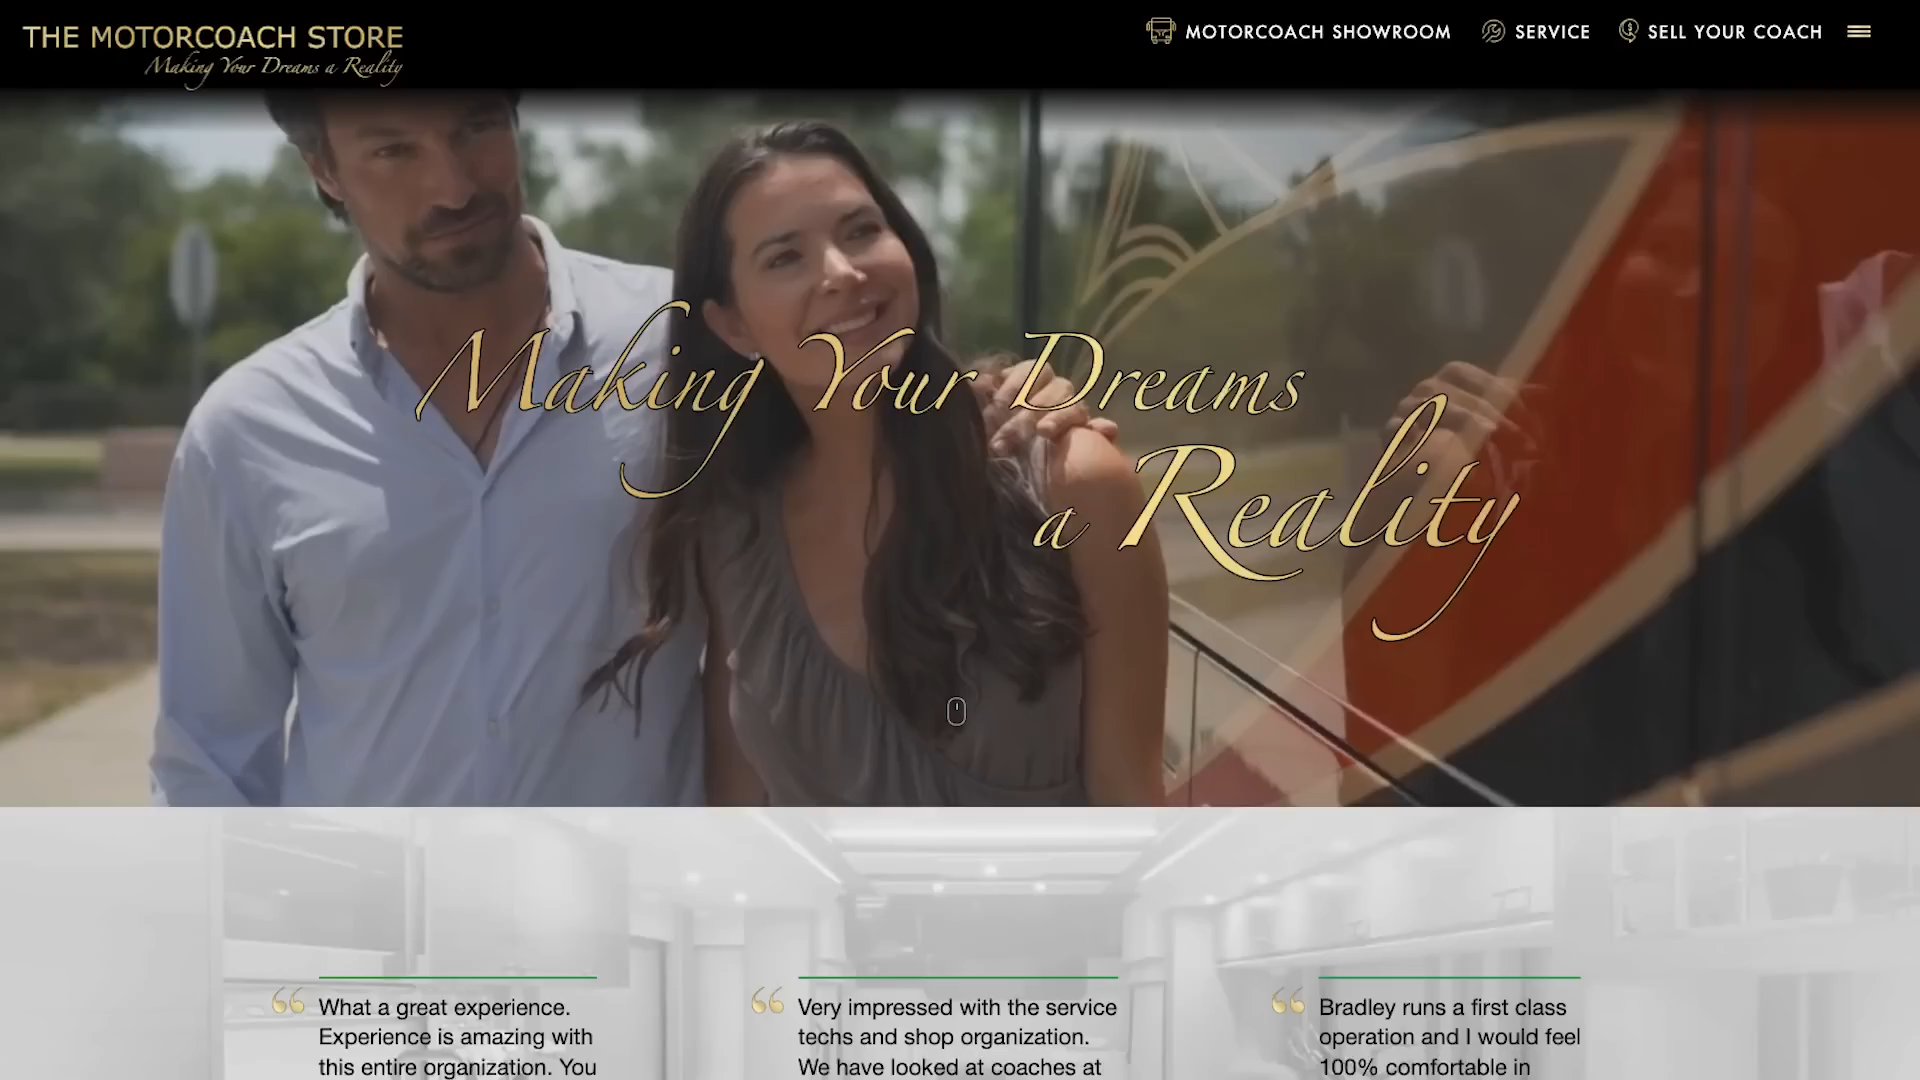 THE MOTORCOACH STORE
Making Your Dreams a Reality
MOTORCOACH SHOWROOM
SERVICE
SELL YOUR COACH
Making Your Dreams
a Reality
“ What a great experience.
Experience is amazing with
this entire organization. You
“ Very impressed with the service
techs and shop organization.
We have looked at coaches at
“ Bradley runs a first class
operation and I would feel
100% comfortable in